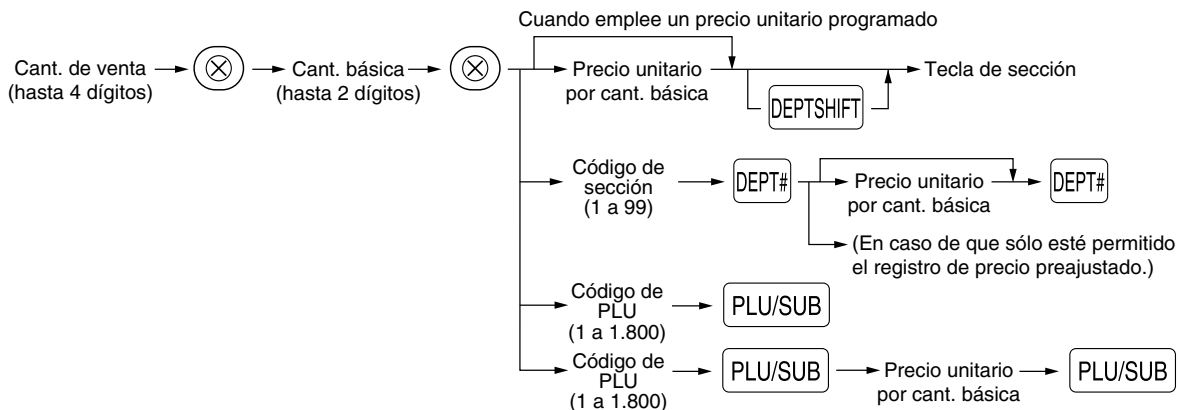 Cuando emplee un precio unitario programado
Cant. de venta
(hasta 4 dígitos)
Cant. básica
(hasta 2 dígitos)
Precio unitario
por cant. básica
DEPTSHIFT
Tecla de sección
Código de
sección
(1 a 99)
DEPT#
Precio unitario
por cant. básica
DEPT#
(En caso de que sólo esté permitido
el registro de precio preajustado.)
Código de
PLU
(1 a 1.800)
PLU/SUB
Código de
PLU
(1 a 1.800)
PLU/SUB
Precio unitario
por cant. básica
PLU/SUB